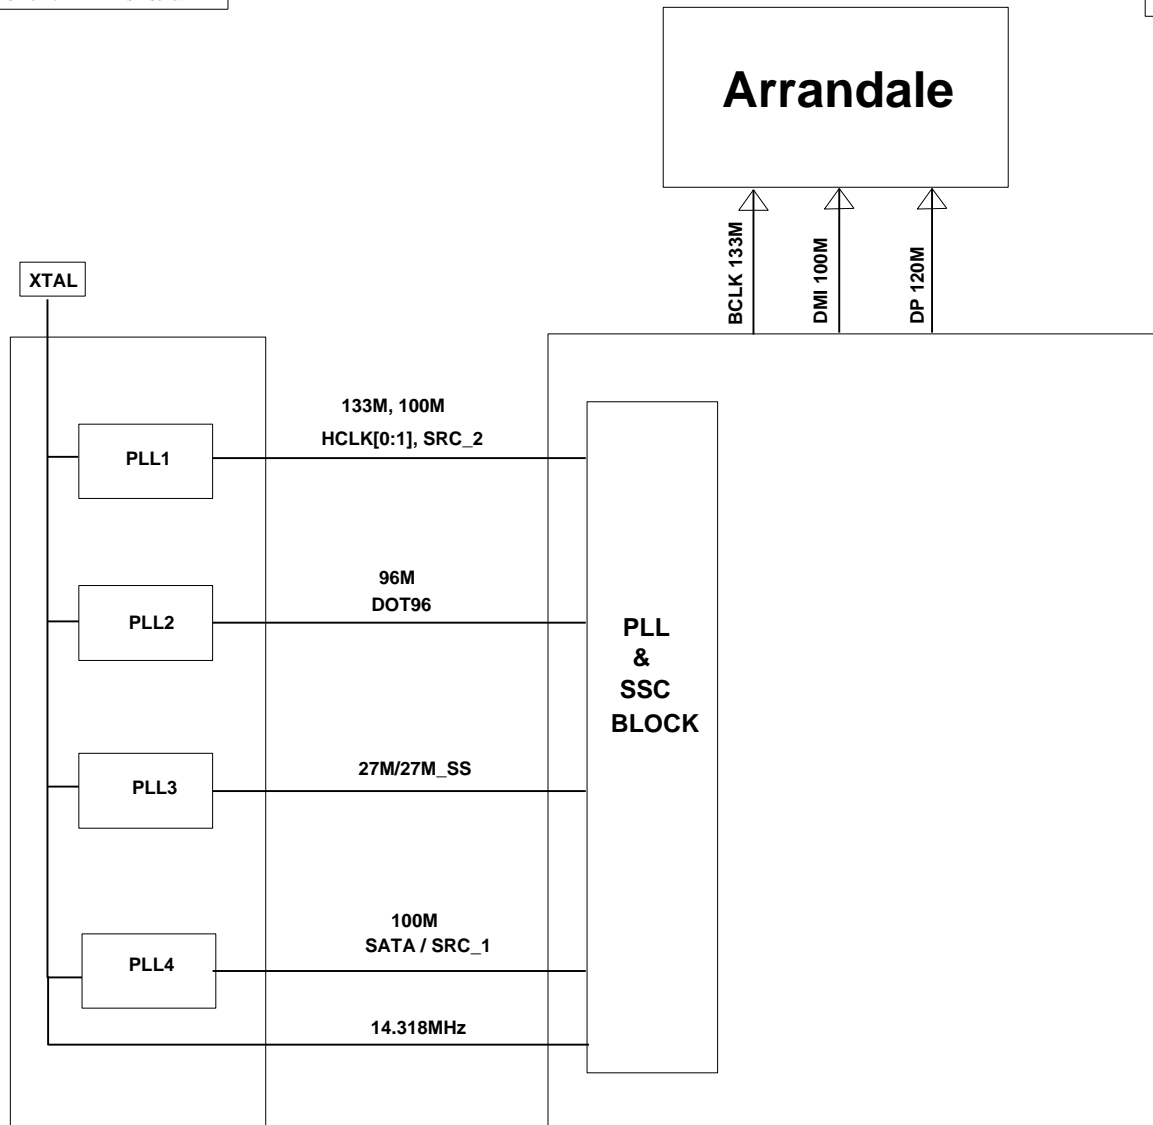 Arrandale
BCLK 133M
DMI 100M
DP 120M
XTAL
133M, 100M
HCLK[0:1], SRC_2
PLL1
96M
DOT96
PLL2
PLL
&
SSC
BLOCK
27M/27M_SS
PLL3
100M
SATA / SRC_1
PLL4
14.318MHz